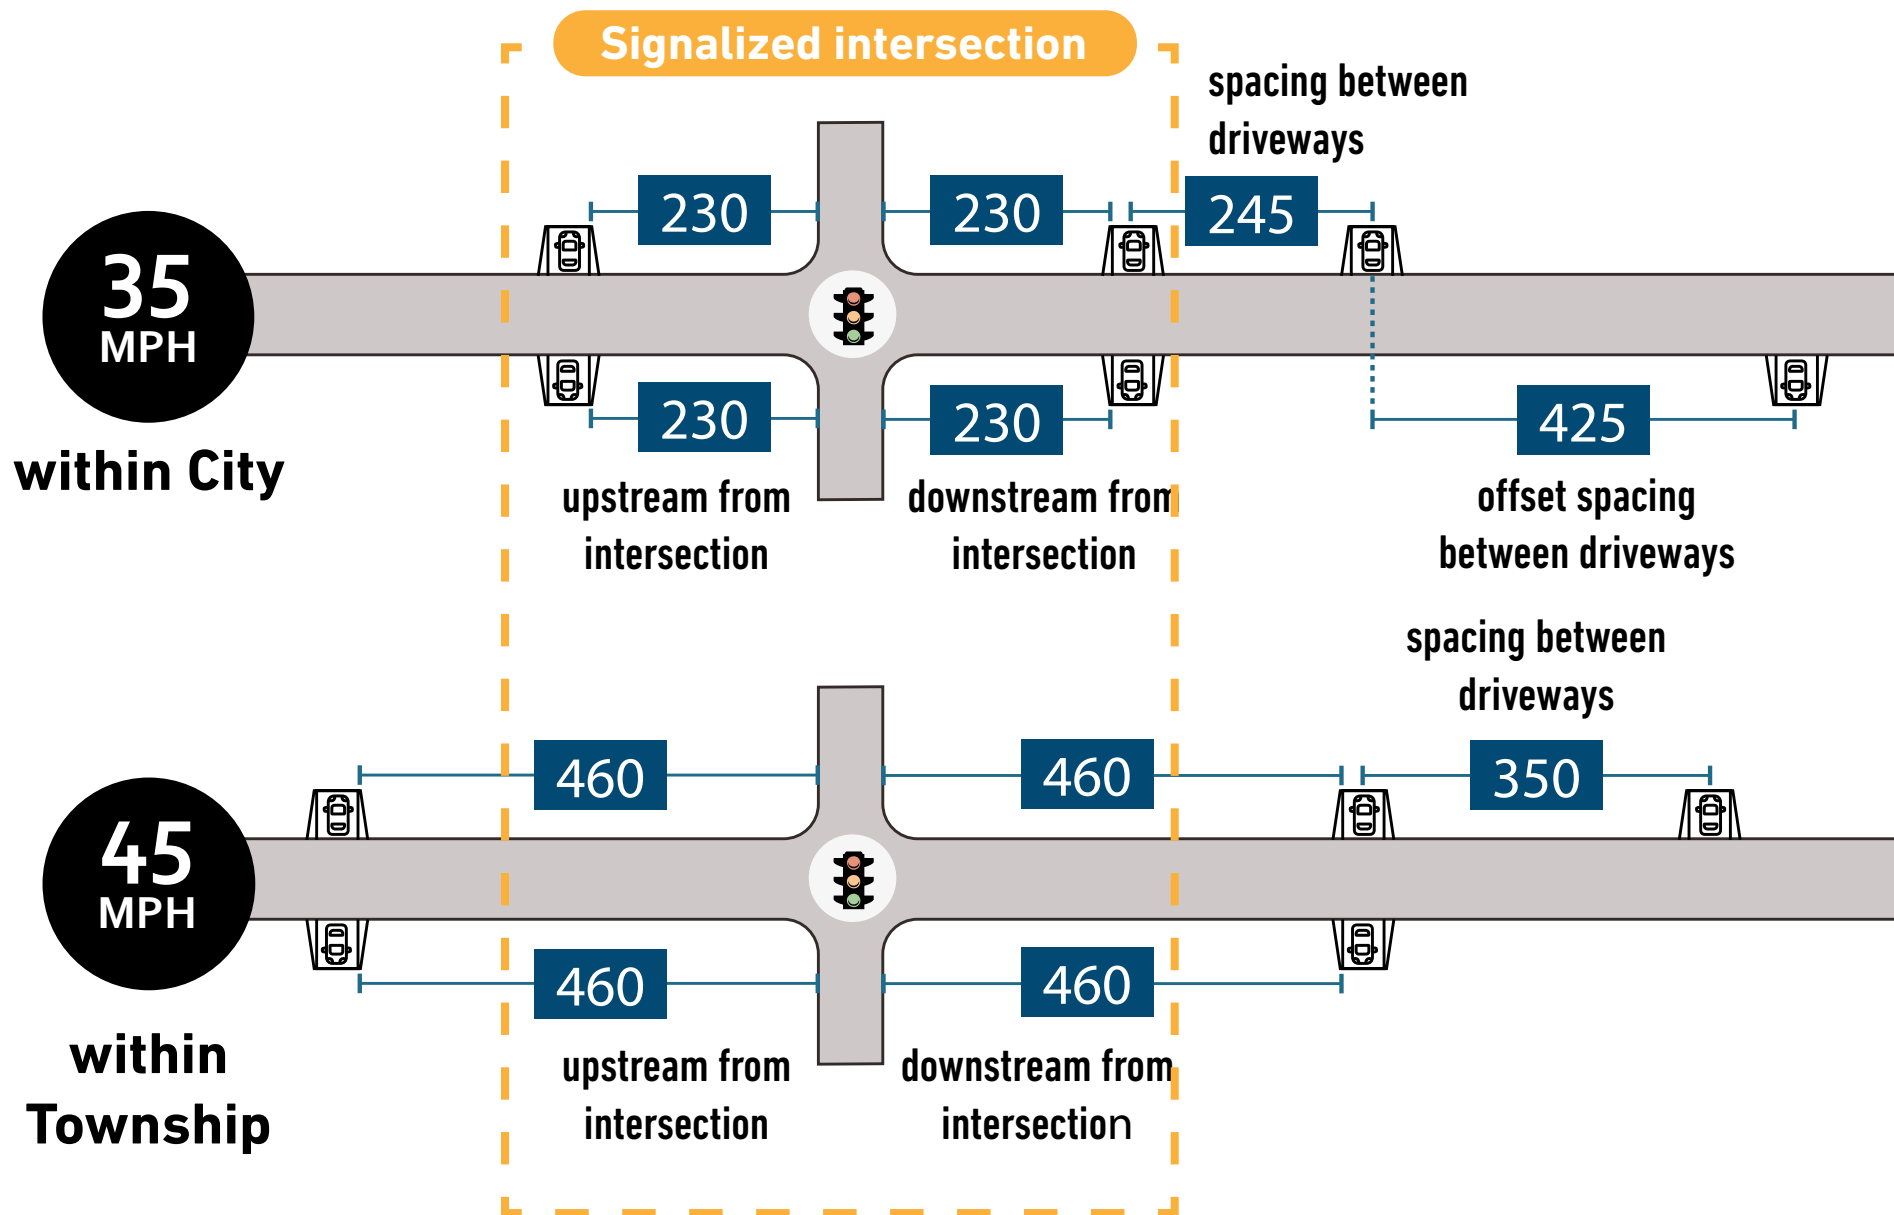 Signalized intersection
spacing between
driveways
230
230
245
35
MPH
within City
230
230
425
upstream from
intersection
downstream from
intersection
offset spacing
between driveways
spacing between
driveways
460
460
350
45
MPH
within
Township
460
460
upstream from
intersection
downstream from
intersection